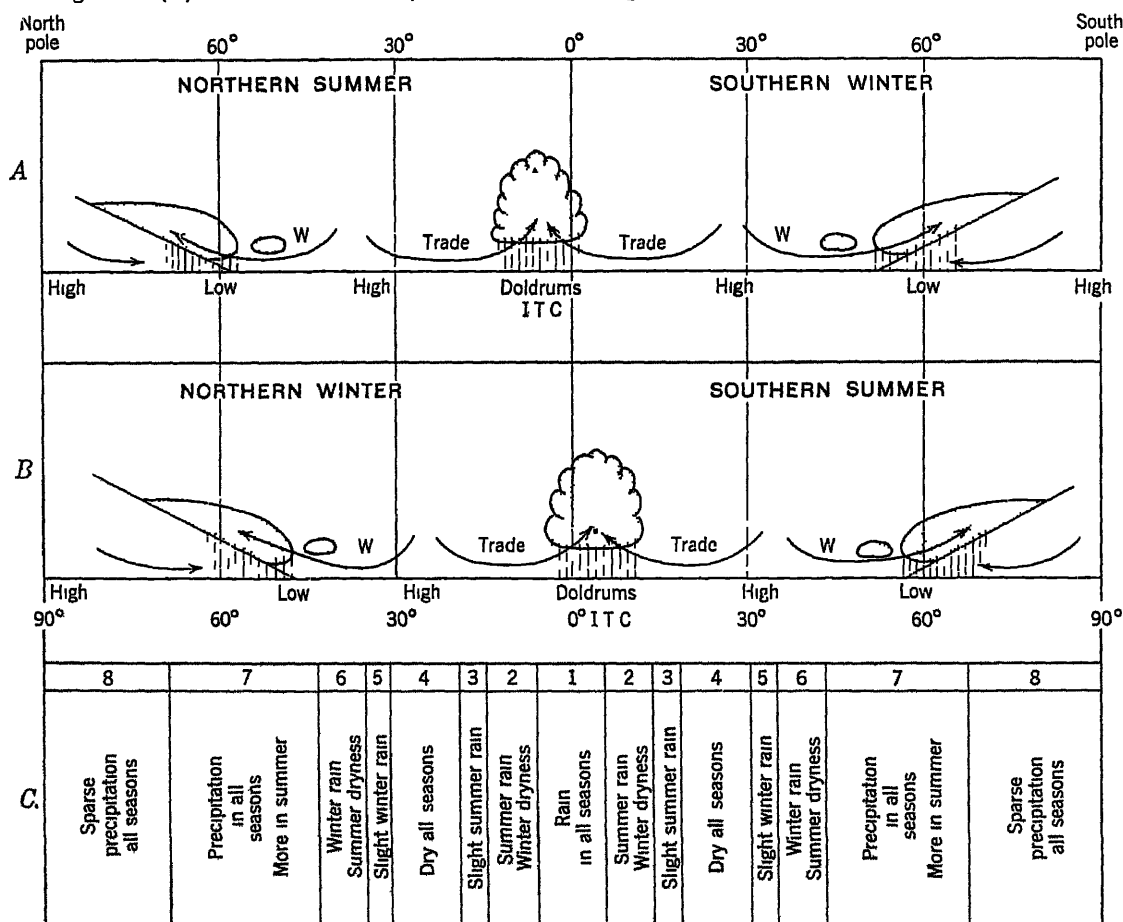 North
pole
60°
30°
0°
30°
60°
South
pole
NORTHERN SUMMER
SOUTHERN WINTER
A
W
Trade
Trade
W
High
Low
High
Doldrums
High
Low
High
ITC
NORTHERN WINTER
SOUTHERN SUMMER
B
W
Trade
Trade
W
High
Low
High
Doldrums
High
Low
High
90°
60°
30°
0° ITC
30°
60°
90°
8
7
6
5
4
3
2
1
2
3
4
5
6
7
8
C.
Sparse
precipitation
all seasons
Precipitation
in all
seasons
More in summer
Winter rain
Summer dryness
Slight winter rain
Dry all seasons
Slight summer rain
Summer rain
Winter dryness
Rain
in all seasons
Summer rain
Winter dryness
Slight summer rain
Dry all seasons
Slight winter rain
Winter rain
Summer dryness
Precipitation
in all
seasons
More in summer
Sparse
precipitation
all seasons